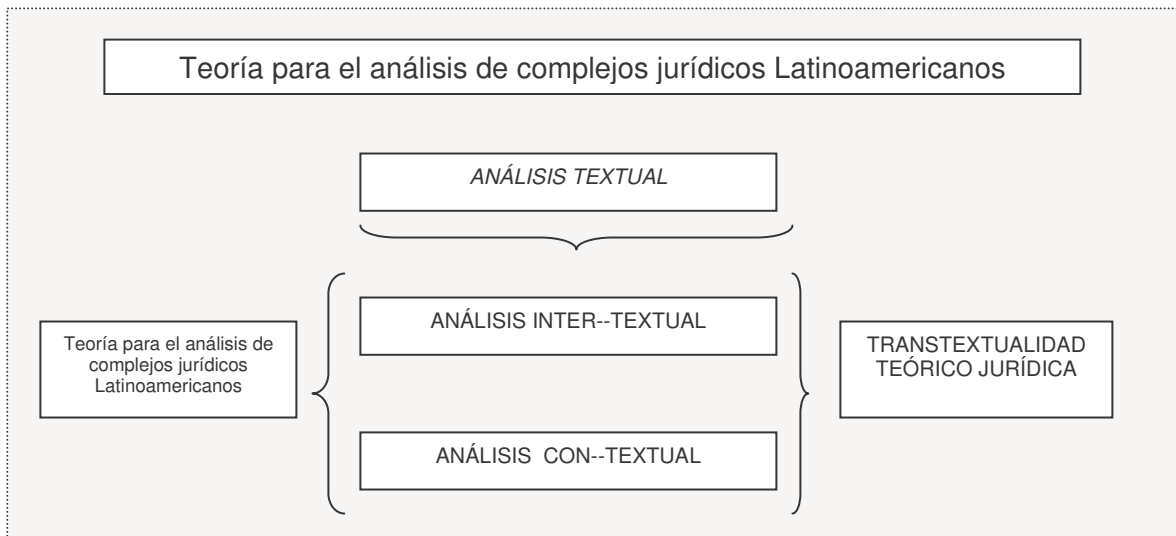 Teoría para el análisis de complejos jurídicos Latinoamericanos
ANÁLISIS TEXTUAL
ANÁLISIS INTER--TEXTUAL
Teoría para el análisis de
complejos jurídicos
Latinoamericanos
TRANSTEXTUALIDAD
TEÓRICO JURÍDICA
ANÁLISIS CON--TEXTUAL